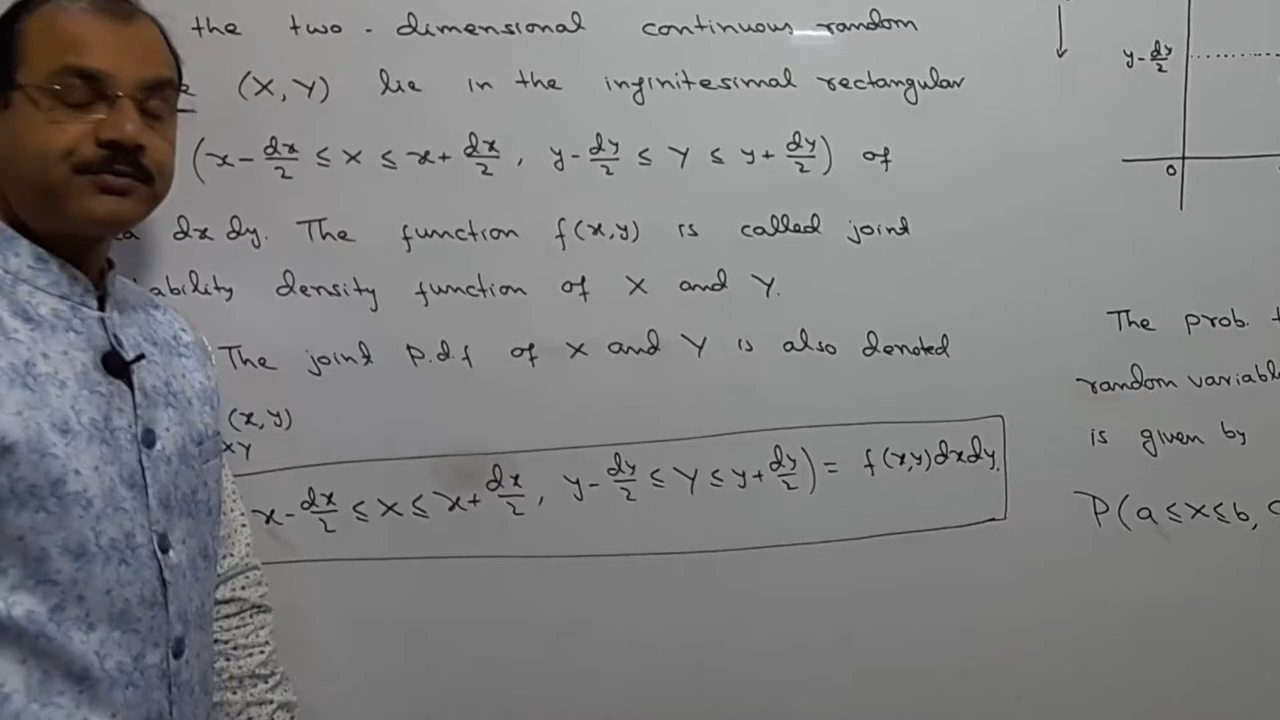 the two-dimensional continuous random
(X, Y) lie in the infinitesimal rectangular
(x - dx/2 ≤ X ≤ x + dx/2, y - dy/2 ≤ Y ≤ y + dy/2) of
dx dy. The function f(x,y) is called joint
ability density function of X and Y.
The joint p.d.f of X and Y is also denoted
(x, y)
XY
x - dx/2 ≤ X ≤ x + dx/2, y - dy/2 ≤ Y ≤ y + dy/2) = f(x,y) dx dy.
y - dy/2
0
The prob. t
random variable
is given by
P(a ≤ X ≤ b, c